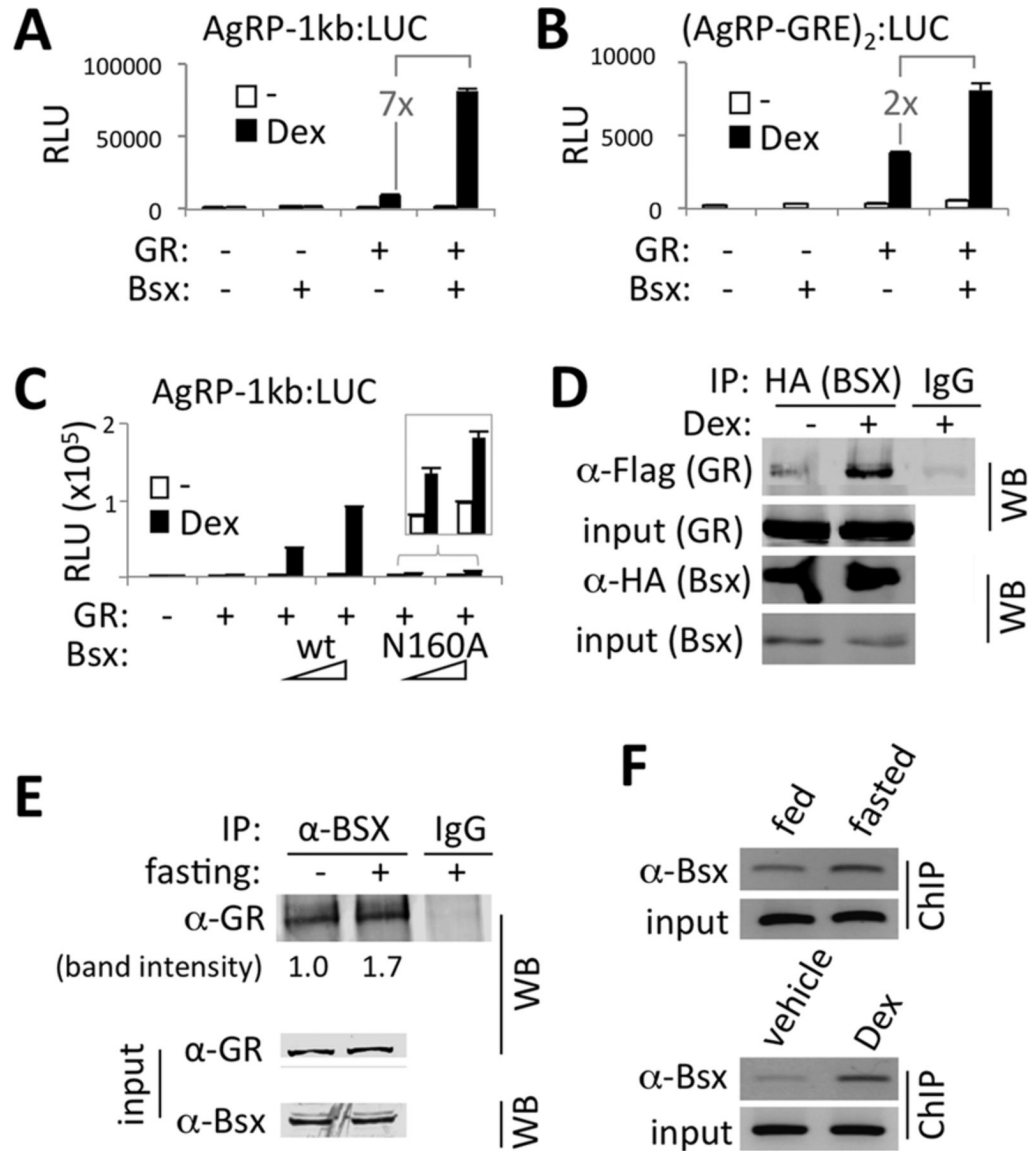 A
AgRP-1kb:LUC
100000
50000
0
RLU
-
Dex
7x
GR: - - + +
Bsx: - + - +
B
(AgRP-GRE)2:LUC
10000
5000
0
RLU
-
Dex
2x
GR: - - + +
Bsx: - + - +
C
AgRP-1kb:LUC
2
1
RLU (x10⁵)
-
Dex
GR: - + + + + +
Bsx: wt N160A
D
IP: HA (BSX) IgG
Dex: - + +
α-Flag (GR)
input (GR)
WB
α-HA (Bsx)
input (Bsx)
WB
E
IP: α-BSX IgG
fasting: - + +
α-GR
(band intensity) 1.0 1.7
WB
input
α-GR
α-Bsx
WB
F
fed fasted
α-Bsx
input
ChIP
vehicle Dex
α-Bsx
input
ChIP